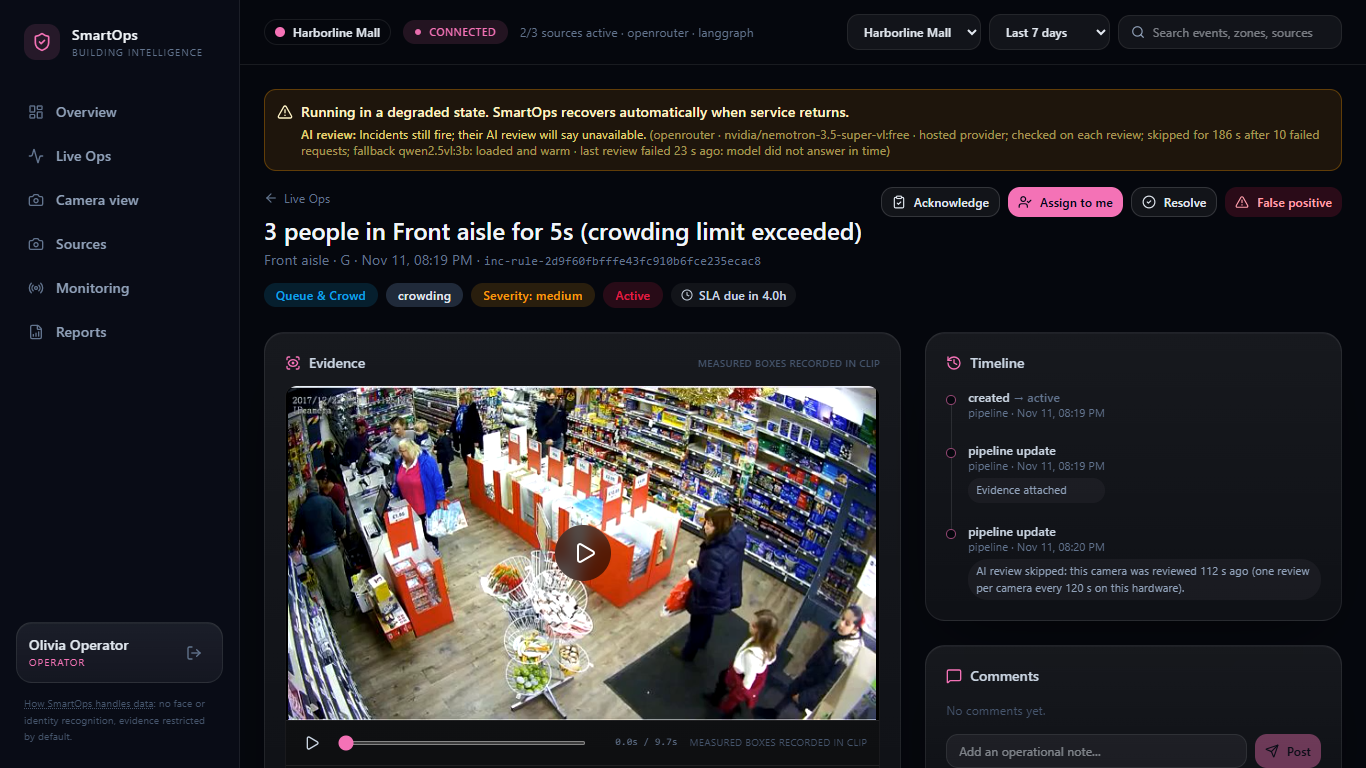 SmartOps
BUILDING INTELLIGENCE
Harborline Mall
CONNECTED
2/3 sources active · openrouter · langgraph
Harborline Mall
Last 7 days
Search events, zones, sources
Overview
Live Ops
Camera view
Sources
Monitoring
Reports
Running in a degraded state. SmartOps recovers automatically when service returns.
AI review: Incidents still fire; their AI review will say unavailable. (openrouter · nvidia/nemotron-3.5-super-vl:free · hosted provider; checked on each review; skipped for 186 s after 10 failed
requests; fallback qwen2.5vl:3b: loaded and warm · last review failed 23 s ago: model did not answer in time)
← Live Ops
Acknowledge
Assign to me
Resolve
False positive
3 people in Front aisle for 5s (crowding limit exceeded)
Front aisle · G · Nov 11, 08:19 PM · inc-rule-2d9f60fbfffe43fc910b6fce235ecac8
Queue & Crowd
crowding
Severity: medium
Active
SLA due in 4.0h
Evidence
MEASURED BOXES RECORDED IN CLIP
0.0s / 9.7s
MEASURED BOXES RECORDED IN CLIP
Timeline
created → active
pipeline · Nov 11, 08:19 PM
pipeline update
pipeline · Nov 11, 08:19 PM
Evidence attached
pipeline update
pipeline · Nov 11, 08:20 PM
AI review skipped: this camera was reviewed 112 s ago (one review
per camera every 120 s on this hardware).
Comments
No comments yet.
Add an operational note...
Post
Olivia Operator
OPERATOR
How SmartOps handles data: no face or
identity recognition, evidence restricted
by default.